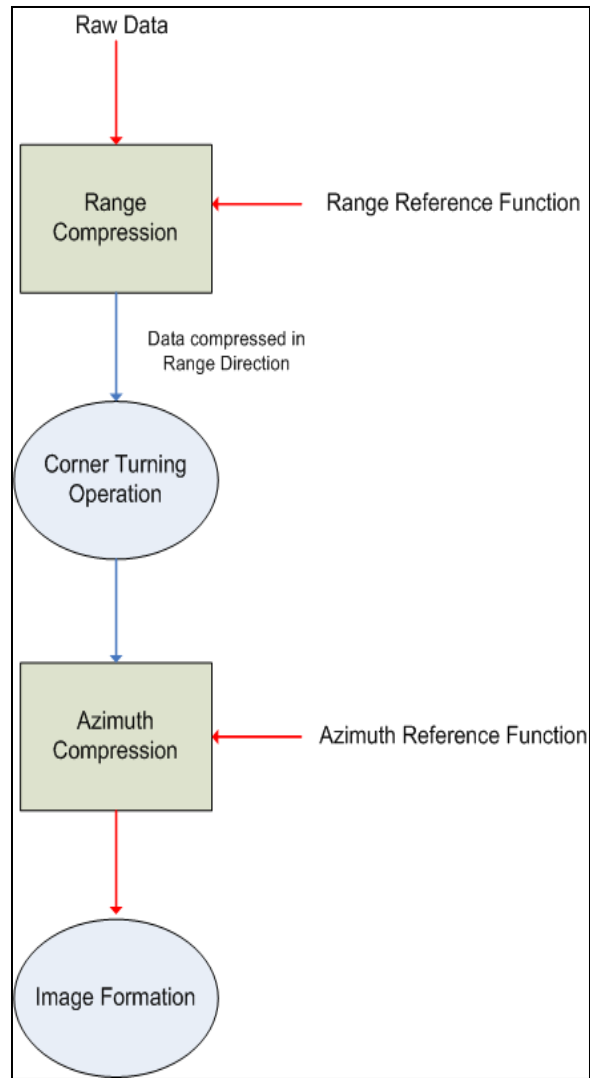 Raw Data
Range
Compression
Range Reference Function
Data compressed in
Range Direction
Corner Turning
Operation
Azimuth
Compression
Azimuth Reference Function
Image Formation